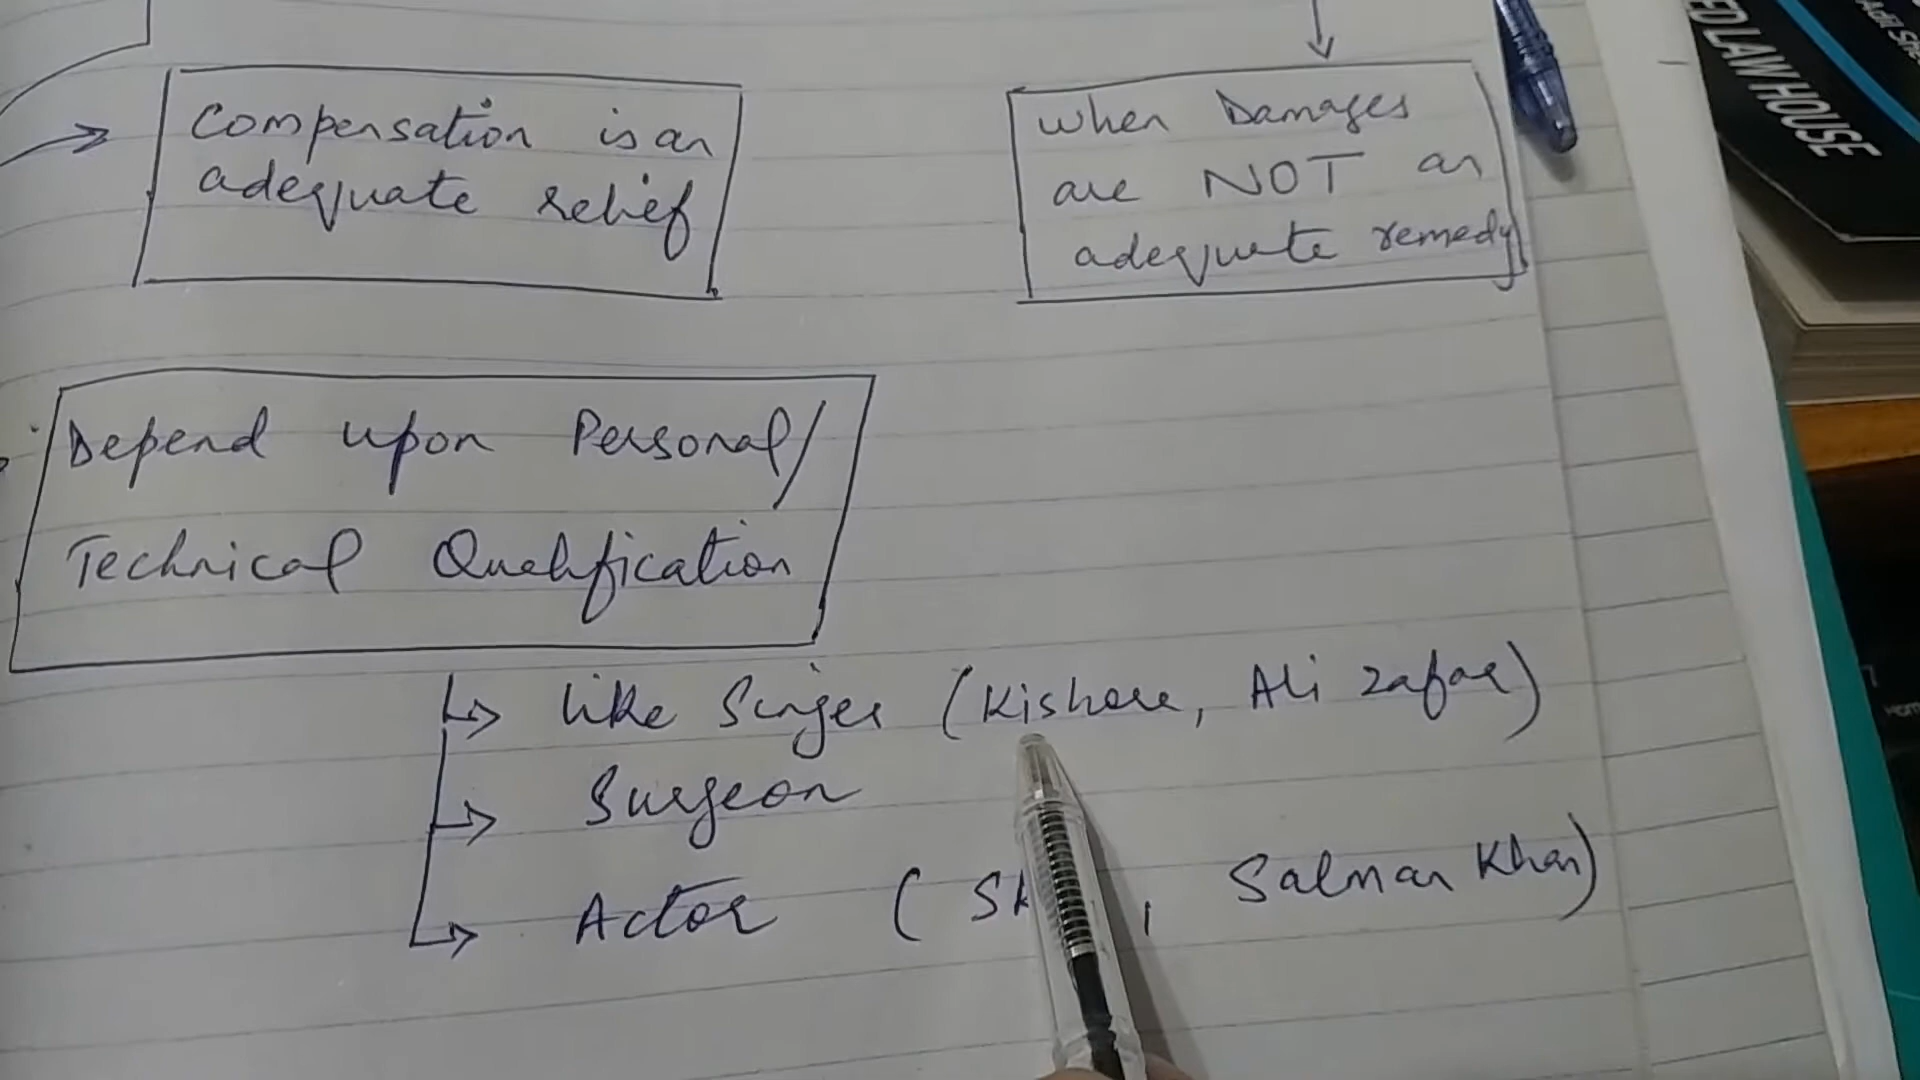 Compensation is an
adequate relief
when Damages
are NOT an
adequate remedy
Depend upon Personal/
Technical Qualification
like Singer (Kishore, Ali Zafar)
Surgeon
Actor ( , Salman Khan)
LAW HOUSE
Adil